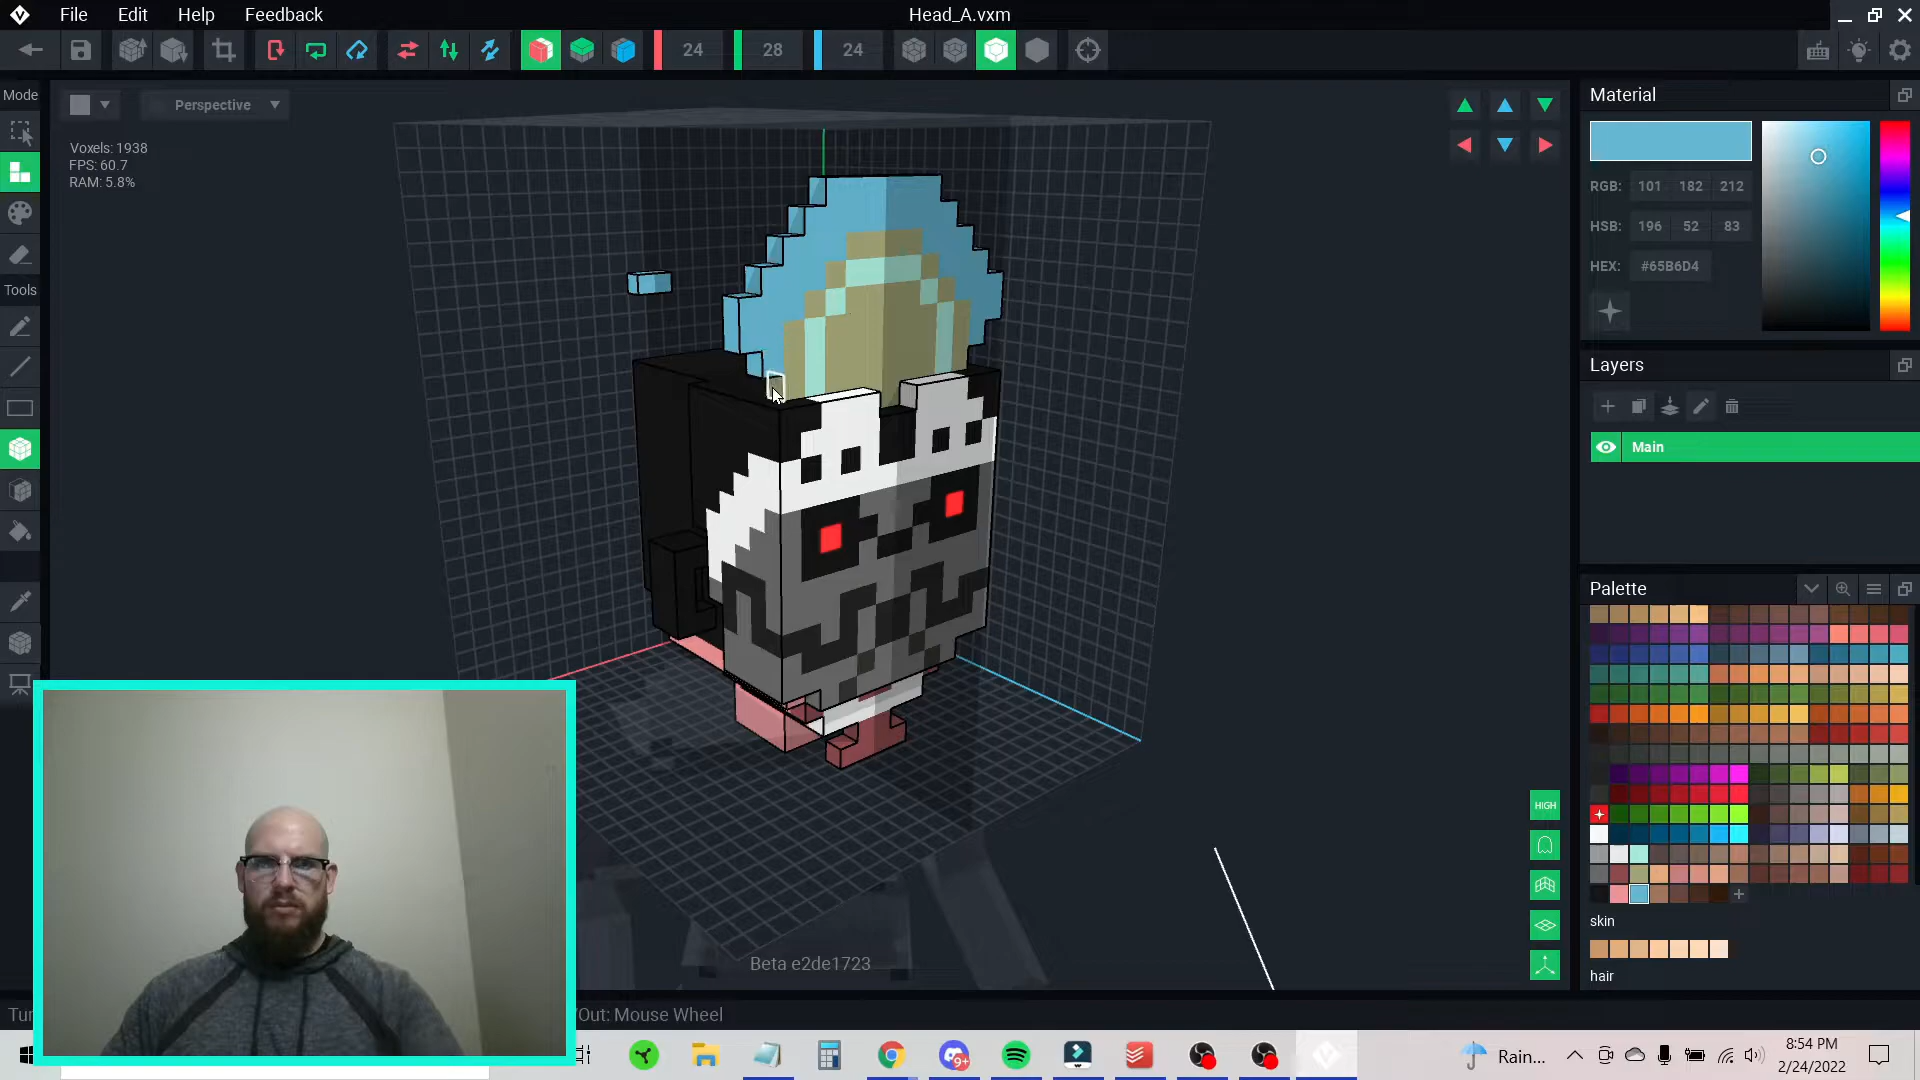 File Edit Help Feedback
Head_A.vxm
24 28 24
Mode
Perspective
Voxels: 1938
FPS: 60.7
RAM: 5.8%
Tools
Material
RGB: 101 182 212
HSB: 196 52 83
HEX: #65B6D4
Layers
Main
Palette
HIGH
skin
hair
Beta e2de1723
Out: Mouse Wheel
9+
Rain...
8:54 PM
2/24/2022